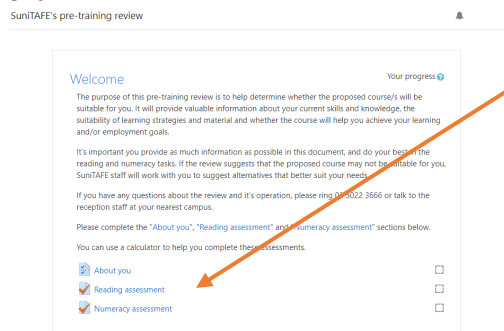 SuniTAFE's pre-training review
Welcome
Your progress
The purpose of this pre-training review is to help determine whether the proposed course/s will be
suitable for you. It will provide valuable information about your current skills and knowledge, the
suitability of learning strategies and material and whether the course will help you achieve your learning
and/or employment goals.
It's important you provide as much information as possible in this document, and do your best in the
reading and numeracy tasks. If the review suggests that the proposed course may not be suitable for you,
SuniTAFE staff will work with you to suggest alternatives that better suit your needs.
If you have any questions about the review and it's operation, please ring 03 5022 3666 or talk to the
reception staff at your nearest campus.
Please complete the "About you", "Reading assessment" and "Numeracy assessment" sections below.
You can use a calculator to help you complete these assessments.
About you
Reading assessment
Numeracy assessment